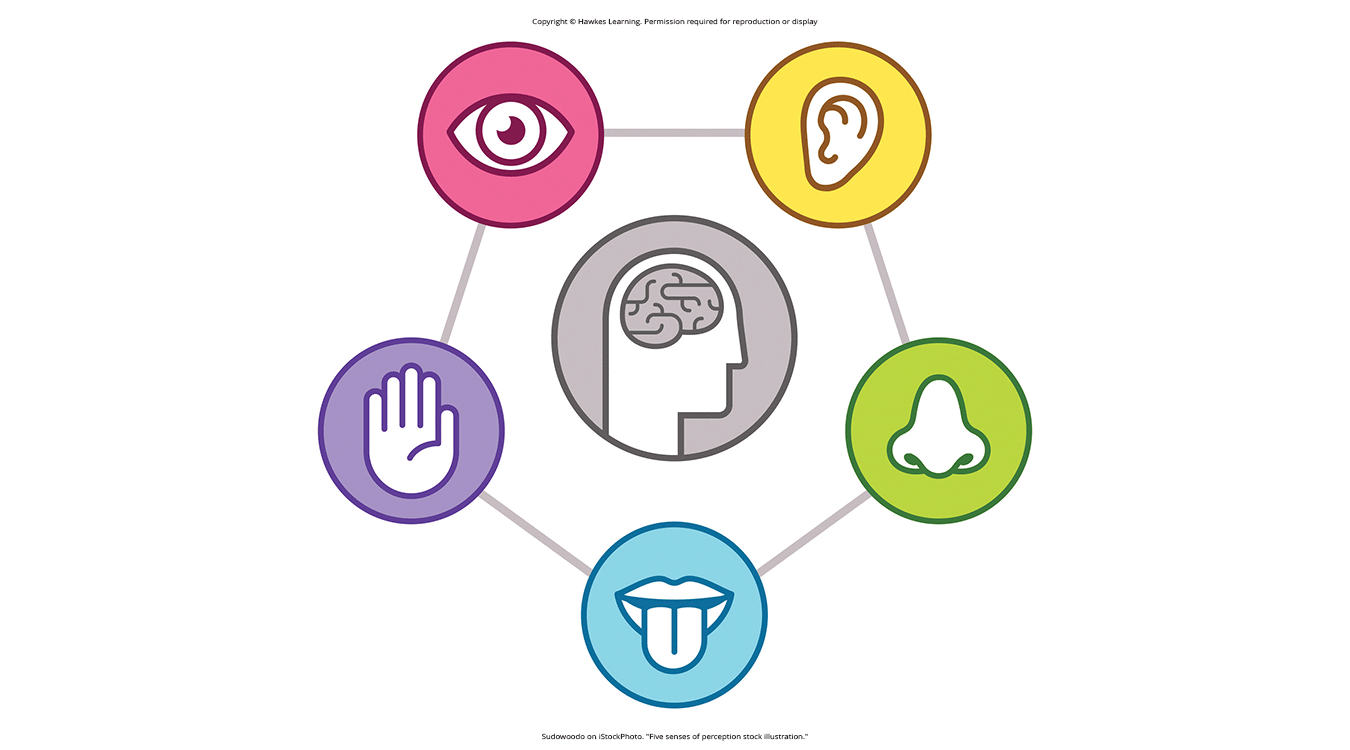 Copyright © Hawkes Learning. Permission required for reproduction or display
Sudowoodo on iStockPhoto. "Five senses of perception stock illustration."